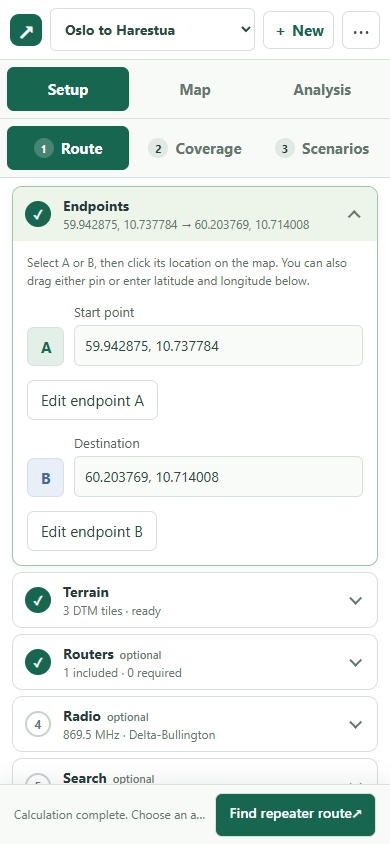 Oslo to Harestua
+ New
...
Setup
Map
Analysis
1 Route
2 Coverage
3 Scenarios
Endpoints
59.942875, 10.737784 → 60.203769, 10.714008
Select A or B, then click its location on the map. You can also
drag either pin or enter latitude and longitude below.
Start point
A
59.942875, 10.737784
Edit endpoint A
Destination
B
60.203769, 10.714008
Edit endpoint B
Terrain
3 DTM tiles · ready
Routers optional
1 included · 0 required
4
Radio optional
869.5 MHz · Delta-Bullington
Search optional
Calculation complete. Choose an a...
Find repeater route↗